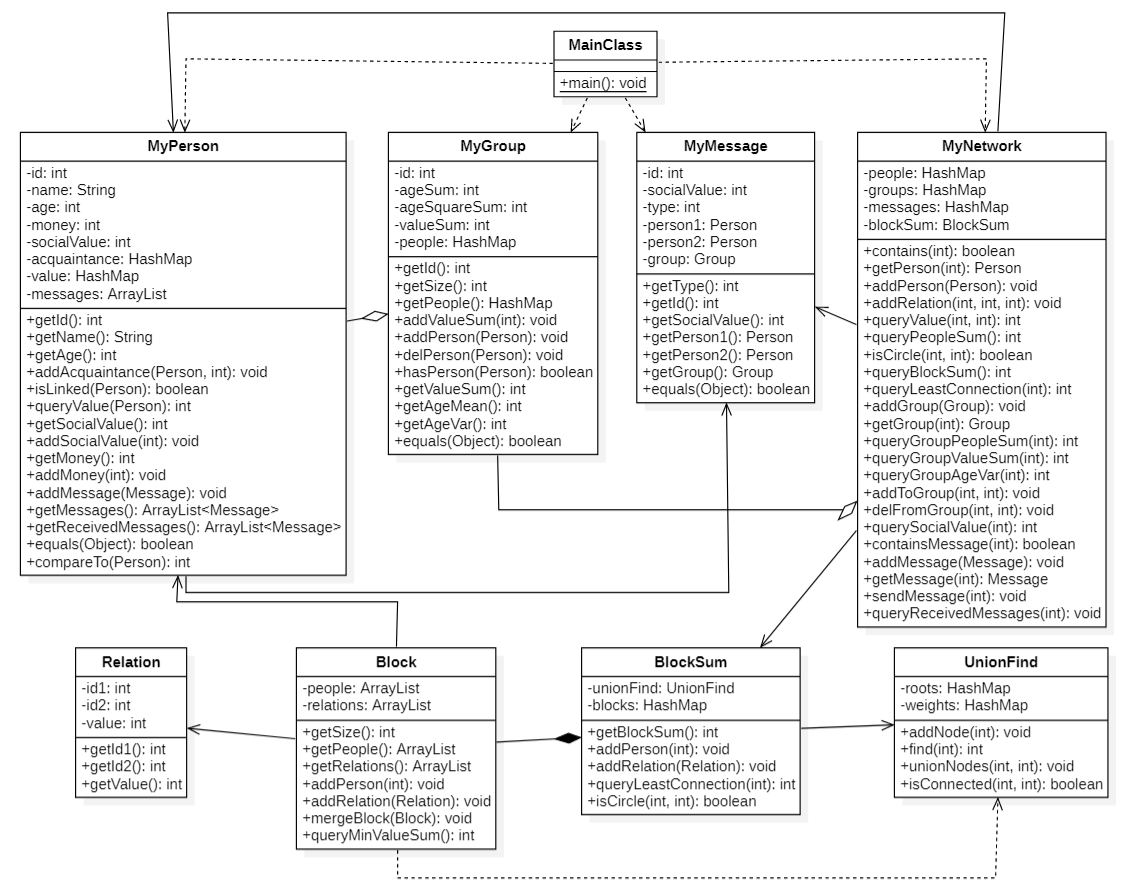 MainClass
+main(): void
MyPerson
-id: int
-name: String
-age: int
-money: int
-socialValue: int
-acquaintance: HashMap
-value: HashMap
-messages: ArrayList
+getId(): int
+getName(): String
+getAge(): int
+addAcquaintance(Person, int): void
+isLinked(Person): boolean
+queryValue(Person): int
+getSocialValue(): int
+addSocialValue(int): void
+getMoney(): int
+addMoney(int): void
+addMessage(Message): void
+getMessages(): ArrayList<Message>
+getReceivedMessages(): ArrayList<Message>
+equals(Object): boolean
+compareTo(Person): int
MyGroup
-id: int
-ageSum: int
-ageSquareSum: int
-valueSum: int
-people: HashMap
+getId(): int
+getSize(): int
+getPeople(): HashMap
+addValueSum(int): void
+addPerson(Person): void
+delPerson(Person): void
+hasPerson(Person): boolean
+getValueSum(): int
+getAgeMean(): int
+getAgeVar(): int
+equals(Object): boolean
MyMessage
-id: int
-socialValue: int
-type: int
-person1: Person
-person2: Person
-group: Group
+getType(): int
+getId(): int
+getSocialValue(): int
+getPerson1(): Person
+getPerson2(): Person
+getGroup(): Group
+equals(Object): boolean
MyNetwork
-people: HashMap
-groups: HashMap
-messages: HashMap
-blockSum: BlockSum
+contains(int): boolean
+getPerson(int): Person
+addPerson(Person): void
+addRelation(int, int, int): void
+queryValue(int, int): int
+queryPeopleSum(): int
+isCircle(int, int): boolean
+queryBlockSum(): int
+queryLeastConnection(int): int
+addGroup(Group): void
+getGroup(int): Group
+queryGroupPeopleSum(int): int
+queryGroupValueSum(int): int
+queryGroupAgeVar(int): int
+addToGroup(int, int): void
+delFromGroup(int, int): void
+querySocialValue(int): int
+containsMessage(int): boolean
+addMessage(Message): void
+getMessage(int): Message
+sendMessage(int): void
+queryReceivedMessages(int): void
Relation
-id1: int
-id2: int
-value: int
+getId1(): int
+getId2(): int
+getValue(): int
Block
-people: ArrayList
-relations: ArrayList
+getSize(): int
+getPeople(): ArrayList
+getRelations(): ArrayList
+addPerson(int): void
+addRelation(Relation): void
+mergeBlock(Block): void
+queryMinValueSum(): int
BlockSum
-unionFind: UnionFind
-blocks: HashMap
+getBlockSum(): int
+addPerson(int): void
+addRelation(Relation): void
+queryLeastConnection(int): int
+isCircle(int, int): boolean
UnionFind
-roots: HashMap
-weights: HashMap
+addNode(int): void
+find(int): int
+unionNodes(int, int): void
+isConnected(int, int): boolean